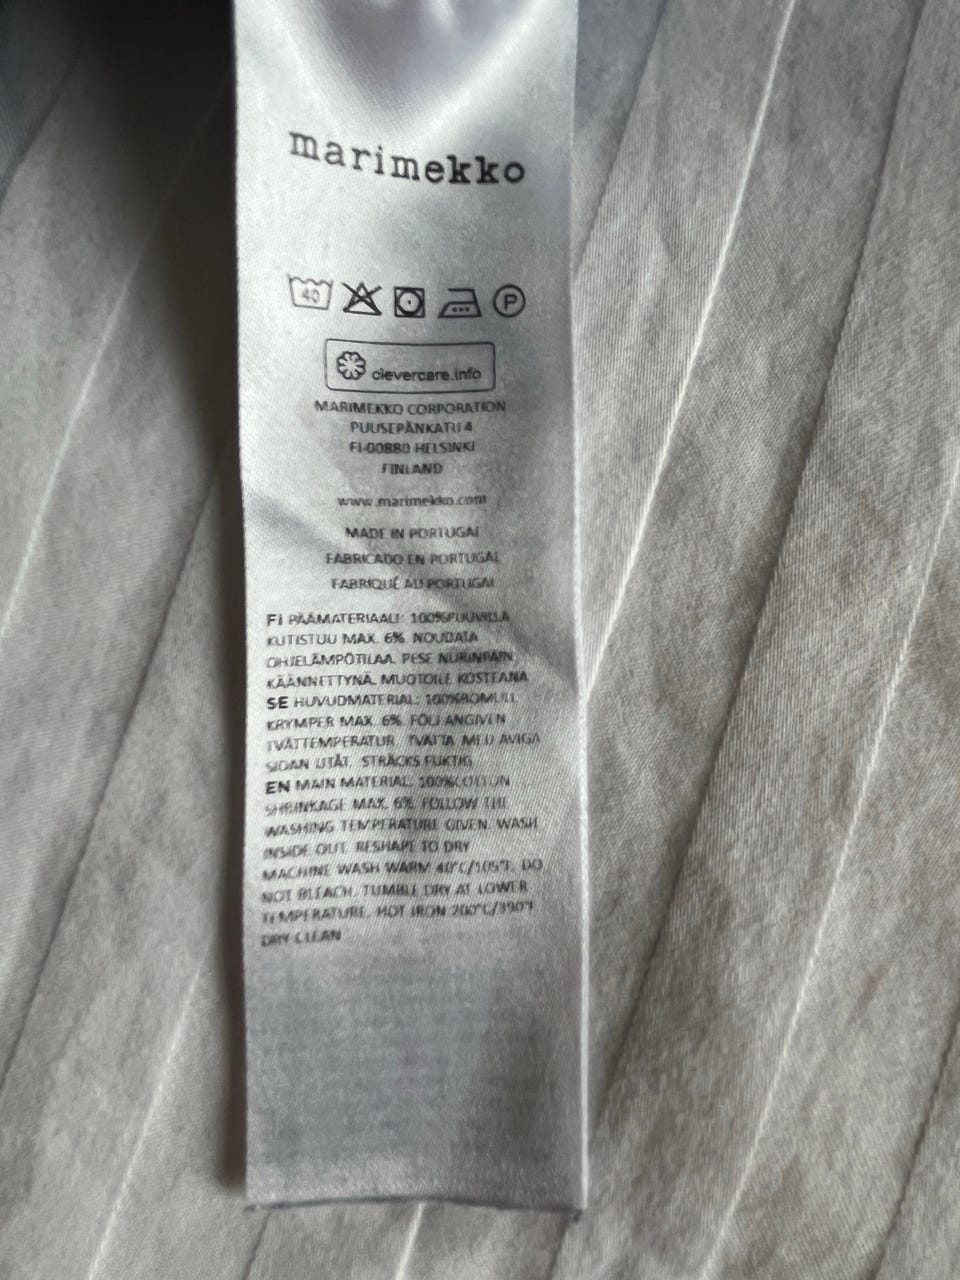 marimekko
40 P
clevercare.info
MARIMEKKO CORPORATION
PUUSEPÄNKATU 4
FI-00880 HELSINKI
FINLAND
www.marimekko.com
MADE IN PORTUGAL
FABRICADO EN PORTUGAL
FABRIQUÉ AU PORTUGAL
FI PÄÄMATERIAALI: 100%PUUVILLA
KUTISTUU MAX. 6%. NOUDATA
OHJELÄMPÖTILAA. PESE NURINPÄIN
KÄÄNNETTYNÄ. MUOTOILE KOSTEANA
SE HUVUDMATERIAL: 100%BOMULL
KRYMPER MAX. 6%. FÖLJ ANGIVEN
TVÄTTEMPERATUR. TVÄTTA MED AVIGA
SIDAN UTÅT. STRÄCKS FUKTIG
EN MAIN MATERIAL: 100%COTTON
SHRINKAGE MAX. 6%. FOLLOW THE
WASHING TEMPERATURE GIVEN. WASH
INSIDE OUT. RESHAPE TO DRY
MACHINE WASH WARM 40°C/105°F. DO
NOT BLEACH. TUMBLE DRY AT LOWER
TEMPERATURE. HOT IRON 200°C/390°F
DRY CLEAN